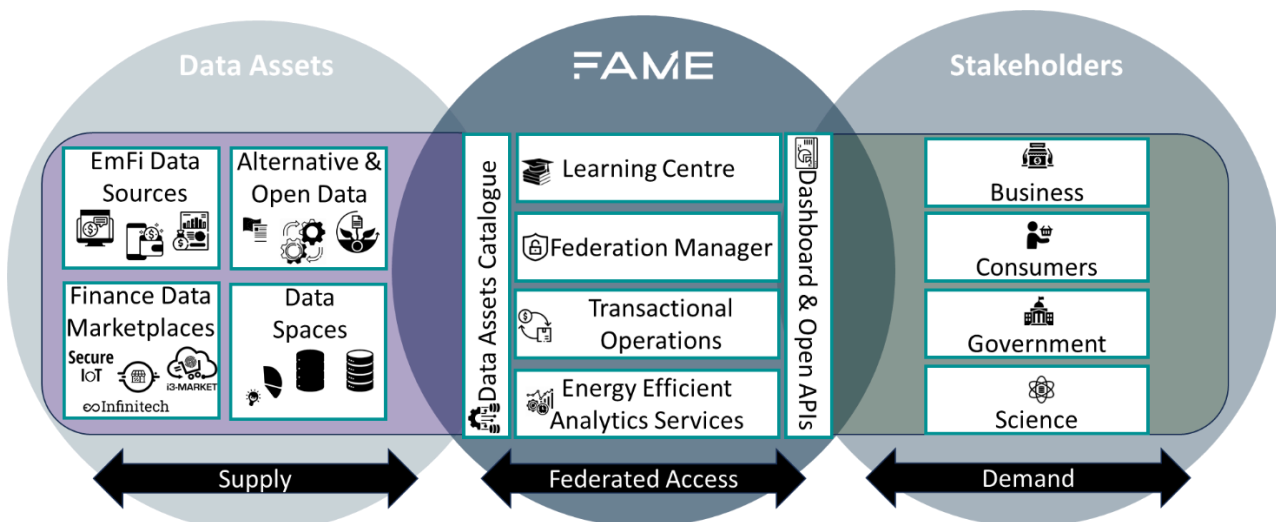 Data Assets
FAME
Stakeholders
EmFi Data
Sources
Alternative &
Open Data
Finance Data
Marketplaces
Secure
IoT
i3-MARKET
Infinitech
Data
Spaces
Data Assets Catalogue
Learning Centre
Federation Manager
Transactional
Operations
Energy Efficient
Analytics Services
Dashboard & Open APIs
Business
Consumers
Government
Science
Supply
Federated Access
Demand